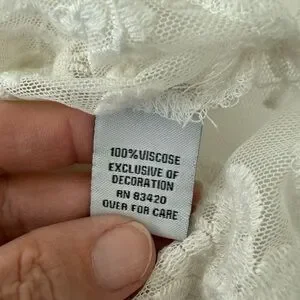 100%VISCOSE
EXCLUSIVE OF
DECORATION
RN 83420
OVER FOR CARE